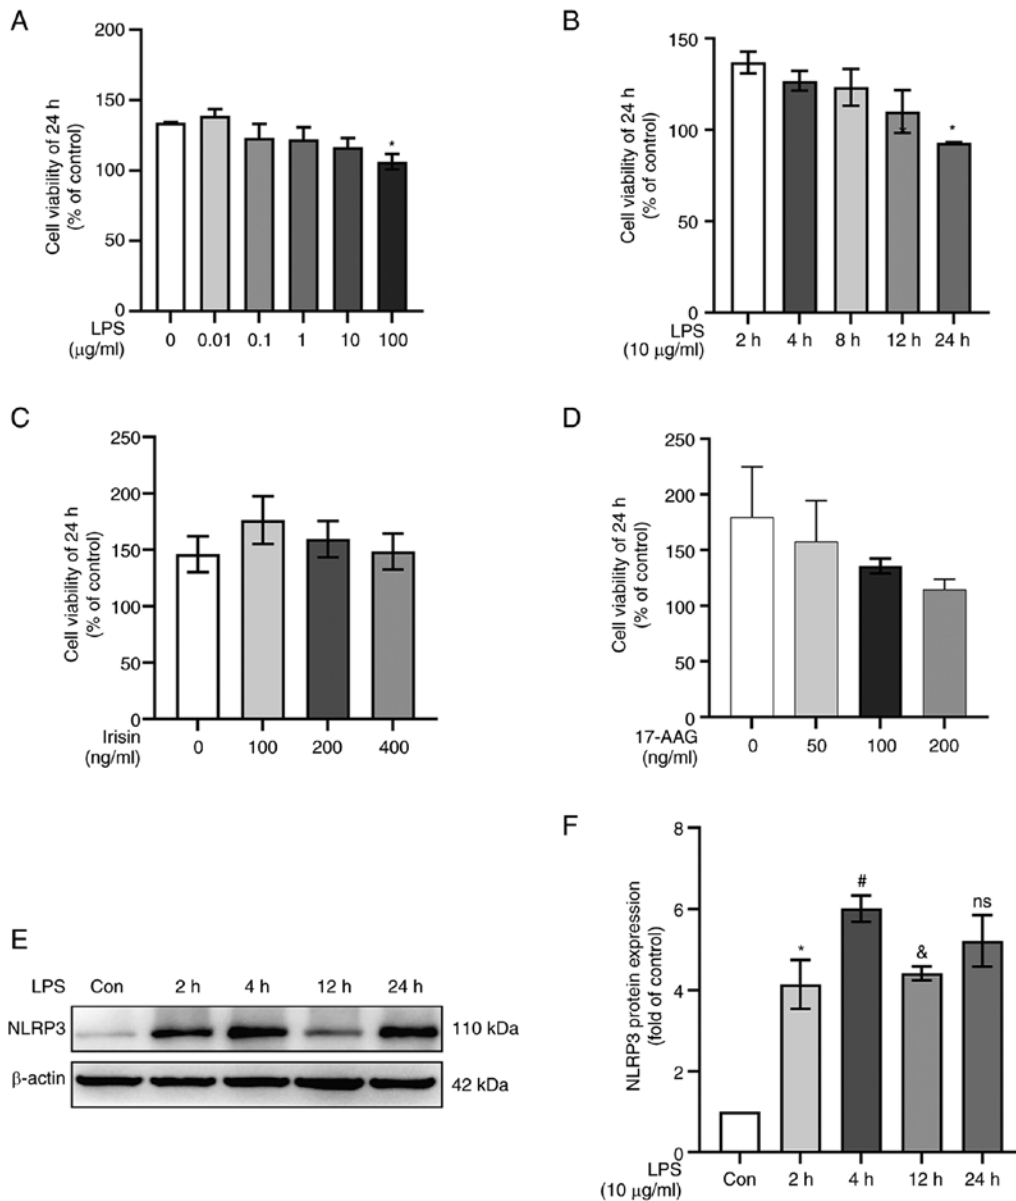 A
Cell viability of 24 h
(% of control)
200
150
100
50
0
*
LPS
(µg/ml)
0 0.01 0.1 1 10 100
B
Cell viability of 24 h
(% of control)
150
100
50
0
*
*
LPS
(10 µg/ml)
2 h 4 h 8 h 12 h 24 h
C
Cell viability of 24 h
(% of control)
250
200
150
100
50
0
Irisin
(ng/ml)
0 100 200 400
D
Cell viability of 24 h
(% of control)
250
200
150
100
50
0
17-AAG
(ng/ml)
0 50 100 200
E
LPS Con 2 h 4 h 12 h 24 h
NLRP3 110 kDa
β-actin 42 kDa
F
NLRP3 protein expression
(fold of control)
8
6
4
2
0
* # & ns
LPS
(10 µg/ml)
Con 2 h 4 h 12 h 24 h